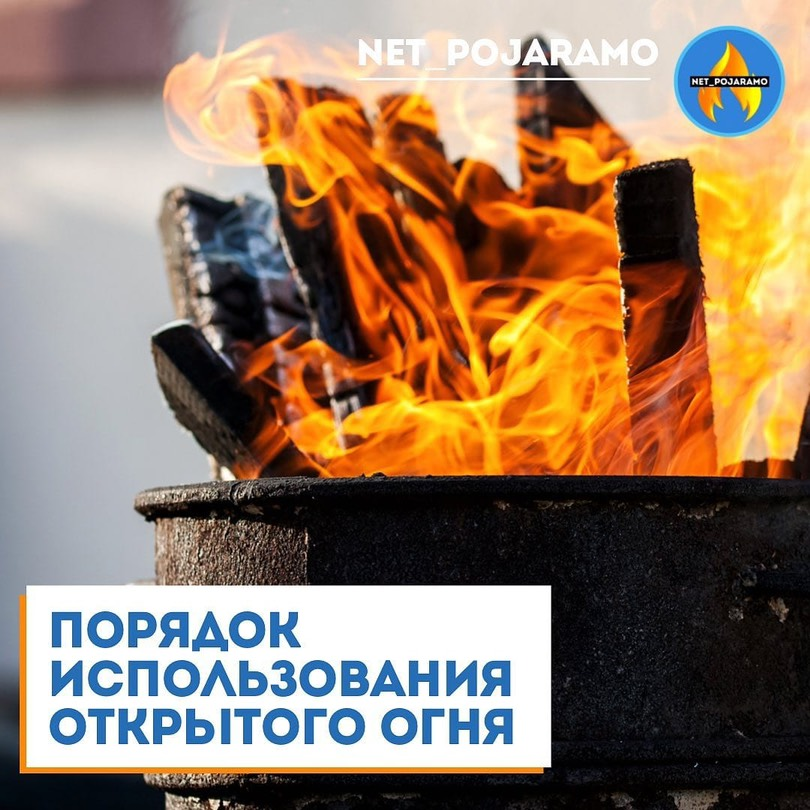 NET_POJARAMO
NET_POJARAMO
ПОРЯДОК
ИСПОЛЬЗОВАНИЯ
ОТКРЫТОГО ОГНЯ